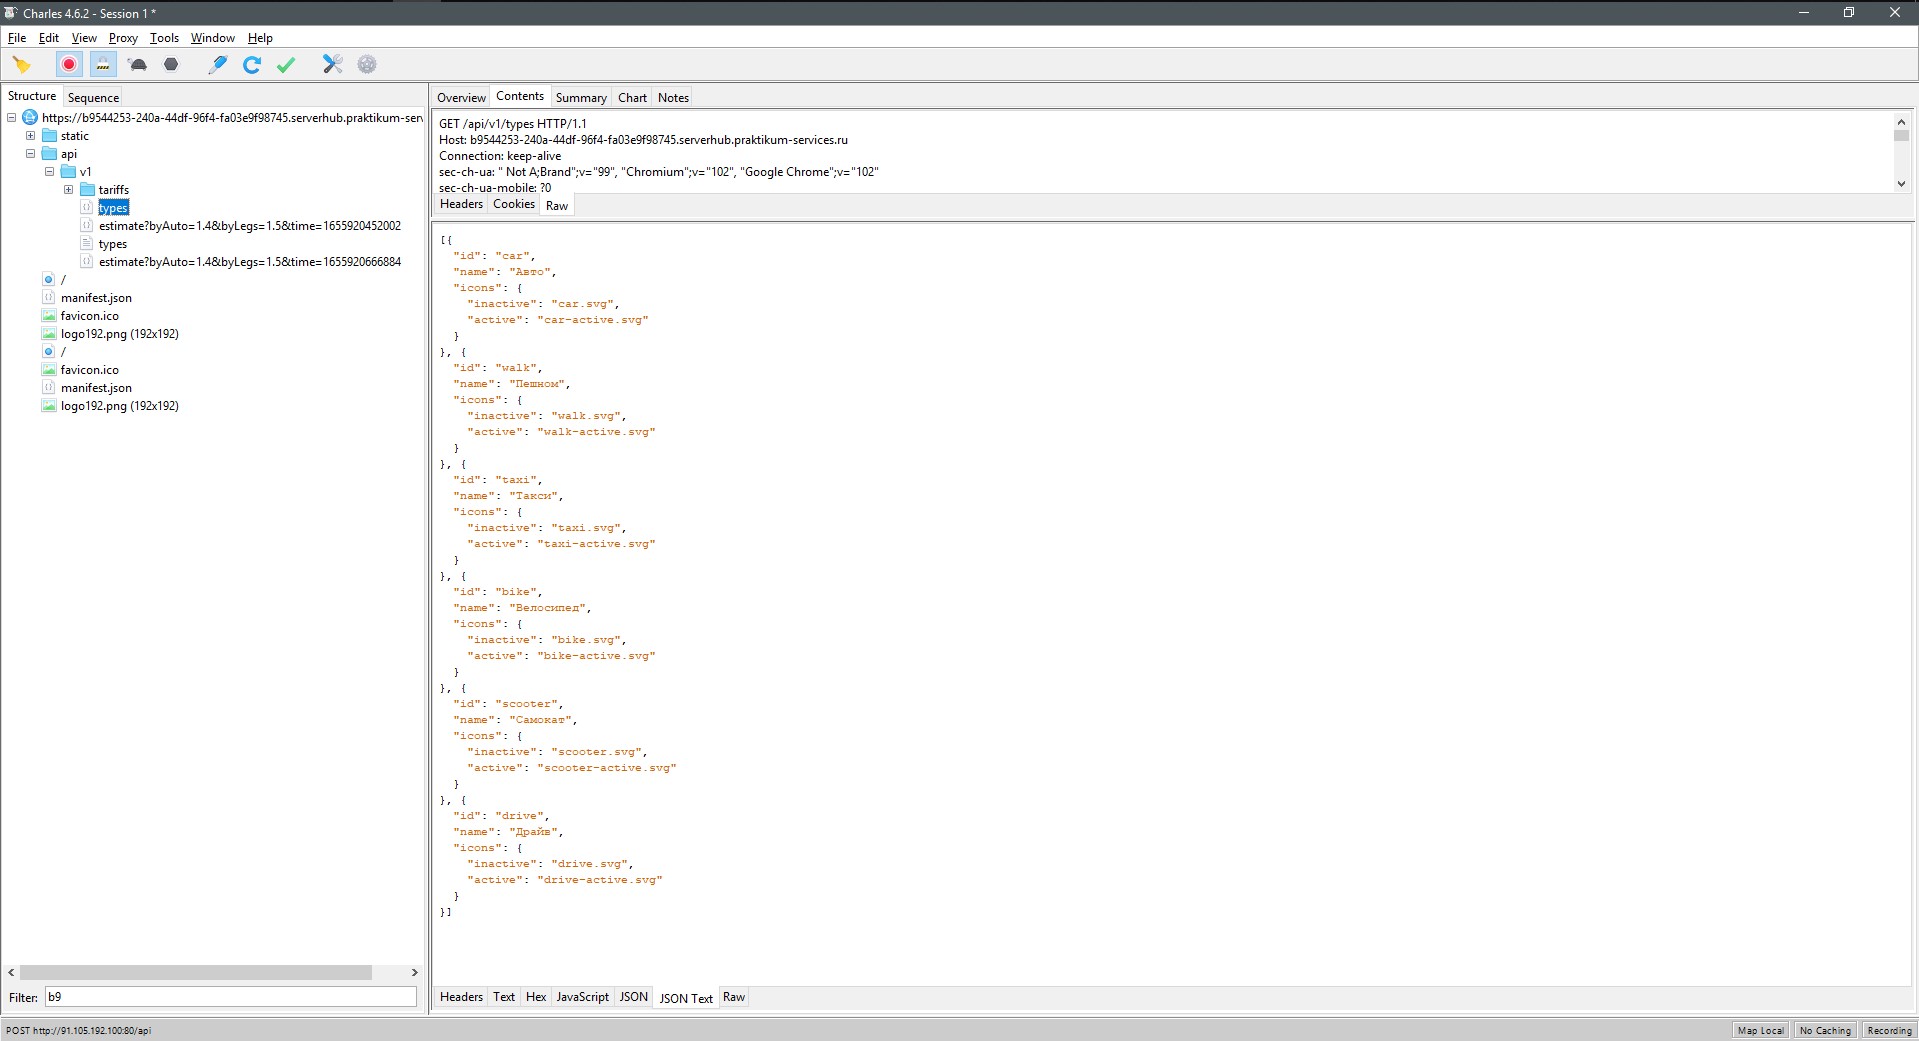 Charles 4.6.2 - Session 1 *
File Edit View Proxy Tools Window Help
Structure Sequence
https://b9544253-240a-44df-96f4-fa03e9f98745.serverhub.praktikum-serv
static
api
v1
tariffs
types
estimate?byAuto=1.4&byLegs=1.5&time=1655920452002
types
estimate?byAuto=1.4&byLegs=1.5&time=1655920666884
/
manifest.json
favicon.ico
logo192.png (192x192)
/
favicon.ico
manifest.json
logo192.png (192x192)
Filter: b9
Overview Contents Summary Chart Notes
GET /api/v1/types HTTP/1.1
Host: b9544253-240a-44df-96f4-fa03e9f98745.serverhub.praktikum-services.ru
Connection: keep-alive
sec-ch-ua: " Not A;Brand";v="99", "Chromium";v="102", "Google Chrome";v="102"
sec-ch-ua-mobile: ?0
Headers Cookies Raw
[{
"id": "car",
"name": "Авто",
"icons": {
"inactive": "car.svg",
"active": "car-active.svg"
}
}, {
"id": "walk",
"name": "Пешком",
"icons": {
"inactive": "walk.svg",
"active": "walk-active.svg"
}
}, {
"id": "taxi",
"name": "Такси",
"icons": {
"inactive": "taxi.svg",
"active": "taxi-active.svg"
}
}, {
"id": "bike",
"name": "Велосипед",
"icons": {
"inactive": "bike.svg",
"active": "bike-active.svg"
}
}, {
"id": "scooter",
"name": "Самокат",
"icons": {
"inactive": "scooter.svg",
"active": "scooter-active.svg"
}
}, {
"id": "drive",
"name": "Драйв",
"icons": {
"inactive": "drive.svg",
"active": "drive-active.svg"
}
}]
Headers Text Hex JavaScript JSON JSON Text Raw
POST http://91.105.192.100:80/api
Map Local No Caching Recording